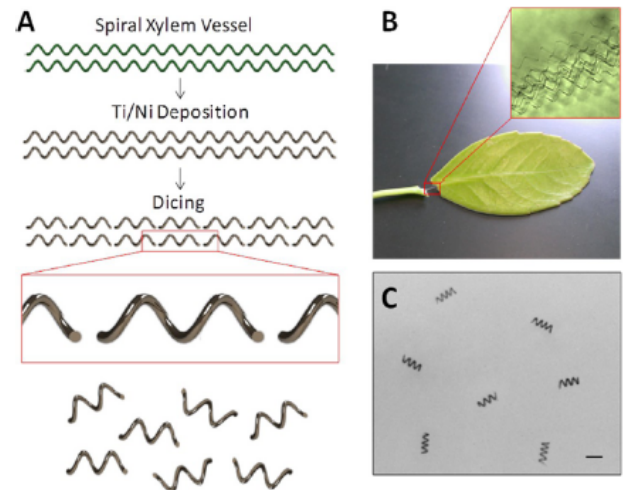 A
Spiral Xylem Vessel
Ti/Ni Deposition
Dicing
B
C